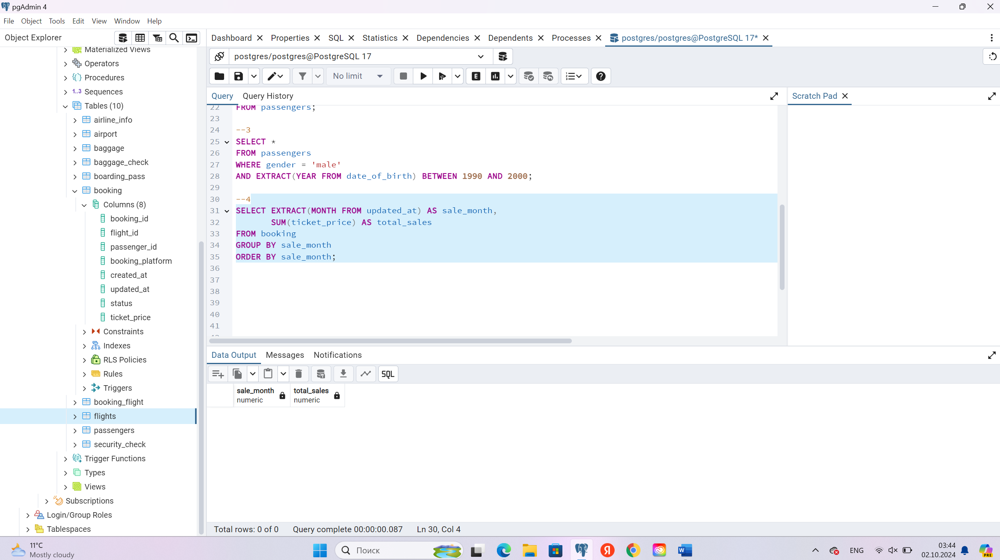 pgAdmin 4
File Object Tools Edit View Window Help
Object Explorer
Dashboard Properties SQL Statistics Dependencies Dependents Processes postgres/postgres@PostgreSQL 17*
Materialized Views
Operators
Procedures
1..3 Sequences
Tables (10)
airline_info
airport
baggage
baggage_check
boarding_pass
booking
Columns (8)
booking_id
flight_id
passenger_id
booking_platform
created_at
updated_at
status
ticket_price
Constraints
Indexes
RLS Policies
Rules
Triggers
booking_flight
flights
passengers
security_check
Trigger Functions
Types
Views
Subscriptions
Login/Group Roles
Tablespaces
postgres/postgres@PostgreSQL 17
No limit
E
Query Query History
Scratch Pad
22 FROM passengers;
23
24 --3
25 SELECT *
26 FROM passengers
27 WHERE gender = 'male'
28 AND EXTRACT(YEAR FROM date_of_birth) BETWEEN 1990 AND 2000;
29
30 --4
31 SELECT EXTRACT(MONTH FROM updated_at) AS sale_month,
32 SUM(ticket_price) AS total_sales
33 FROM booking
34 GROUP BY sale_month
35 ORDER BY sale_month;
36
37
38
39
40
41
42
Data Output Messages Notifications
SQL
sale_month total_sales
numeric numeric
Total rows: 0 of 0 Query complete 00:00:00.087 Ln 30, Col 4
11°C
Mostly cloudy
Поиск
Я
W
ENG
03:44
02.10.2024
PRE